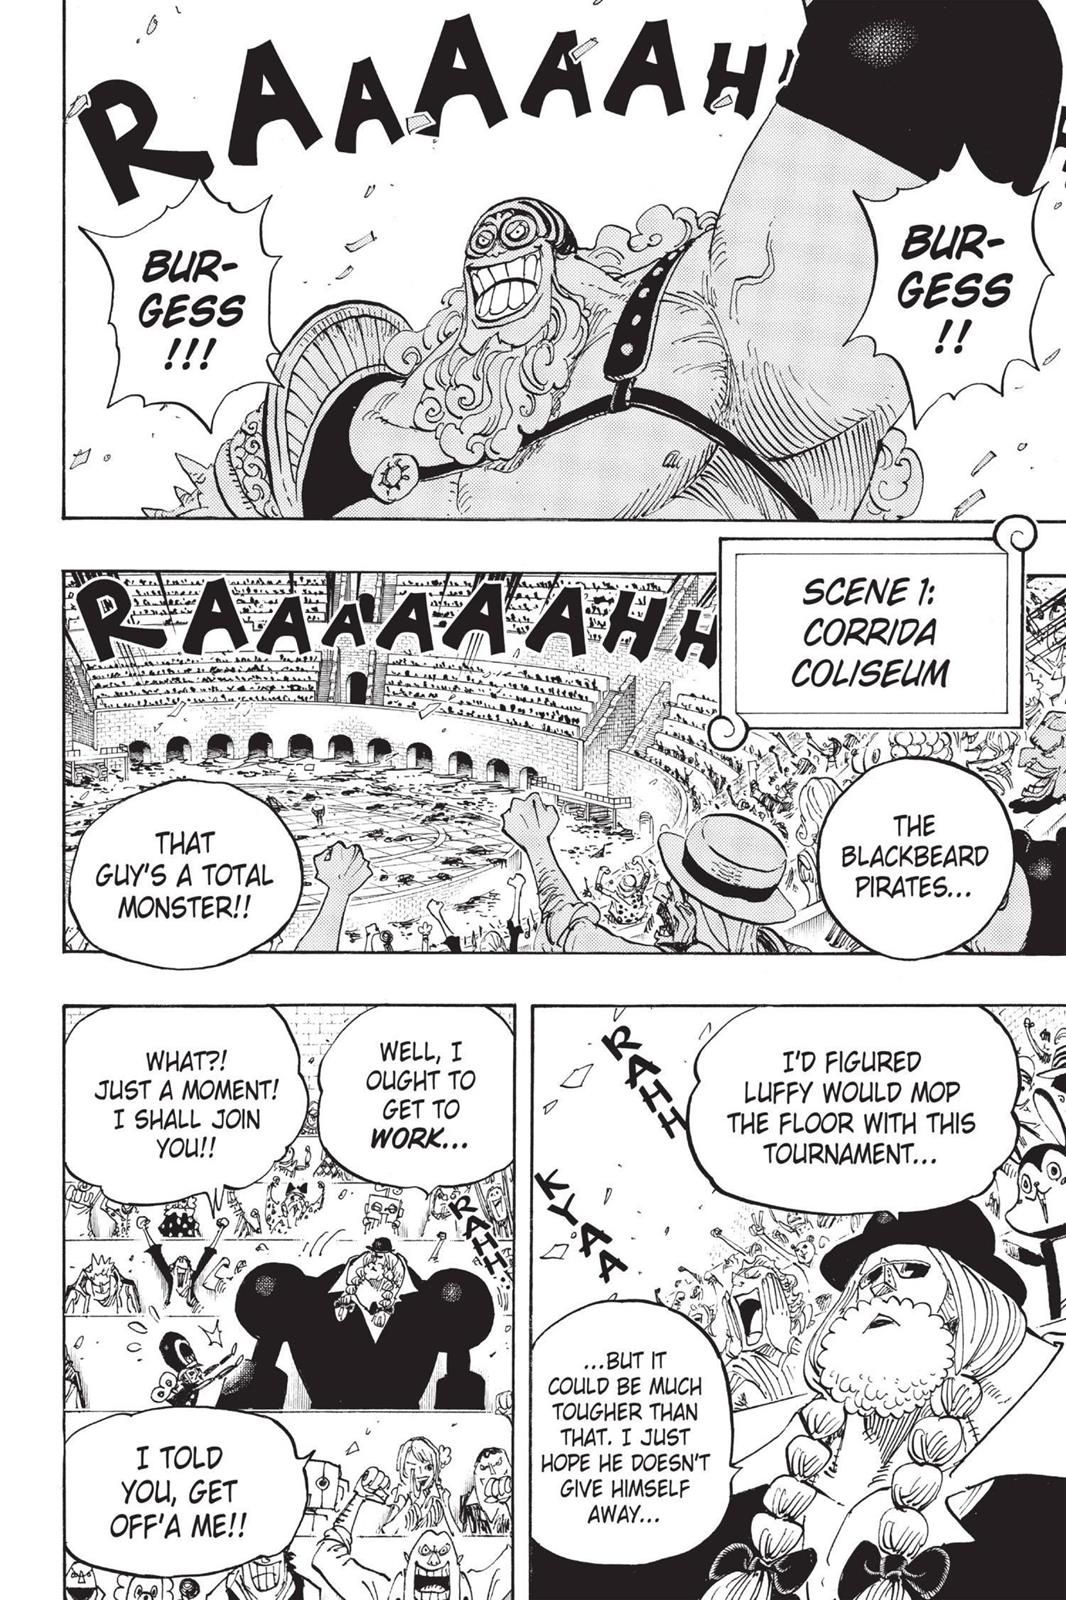 RAAAAAH!
BUR-
GESS
!!!
BUR-
GESS
!!
RAAAAAAAHH
SCENE 1:
CORRIDA
COLISEUM
THAT
GUY'S A TOTAL
MONSTER!!
THE
BLACKBEARD
PIRATES...
WHAT?!
JUST A MOMENT!
I SHALL JOIN
YOU!!
WELL, I
OUGHT TO
GET TO
WORK...
RAHH!
I TOLD
YOU, GET
OFF'A ME!!
RAHH
I'D FIGURED
LUFFY WOULD MOP
THE FLOOR WITH THIS
TOURNAMENT...
KYAA
...BUT IT
COULD BE MUCH
TOUGHER THAN
THAT. I JUST
HOPE HE DOESN'T
GIVE HIMSELF
AWAY...